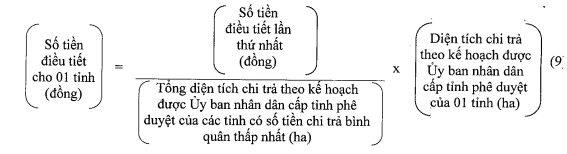 Số tiền
điều tiết
cho 01 tỉnh
(đồng)
=
Số tiền
điều tiết lần
thứ nhất
(đồng)
Tổng diện tích chi trả theo kế hoạch
được Ủy ban nhân dân cấp tỉnh phê
duyệt của các tỉnh có số tiền chi trả bình
quân thấp nhất (ha)
x
Diện tích chi trả
theo kế hoạch được
Ủy ban nhân dân
cấp tỉnh phê duyệt
của 01 tỉnh (ha)
(9)